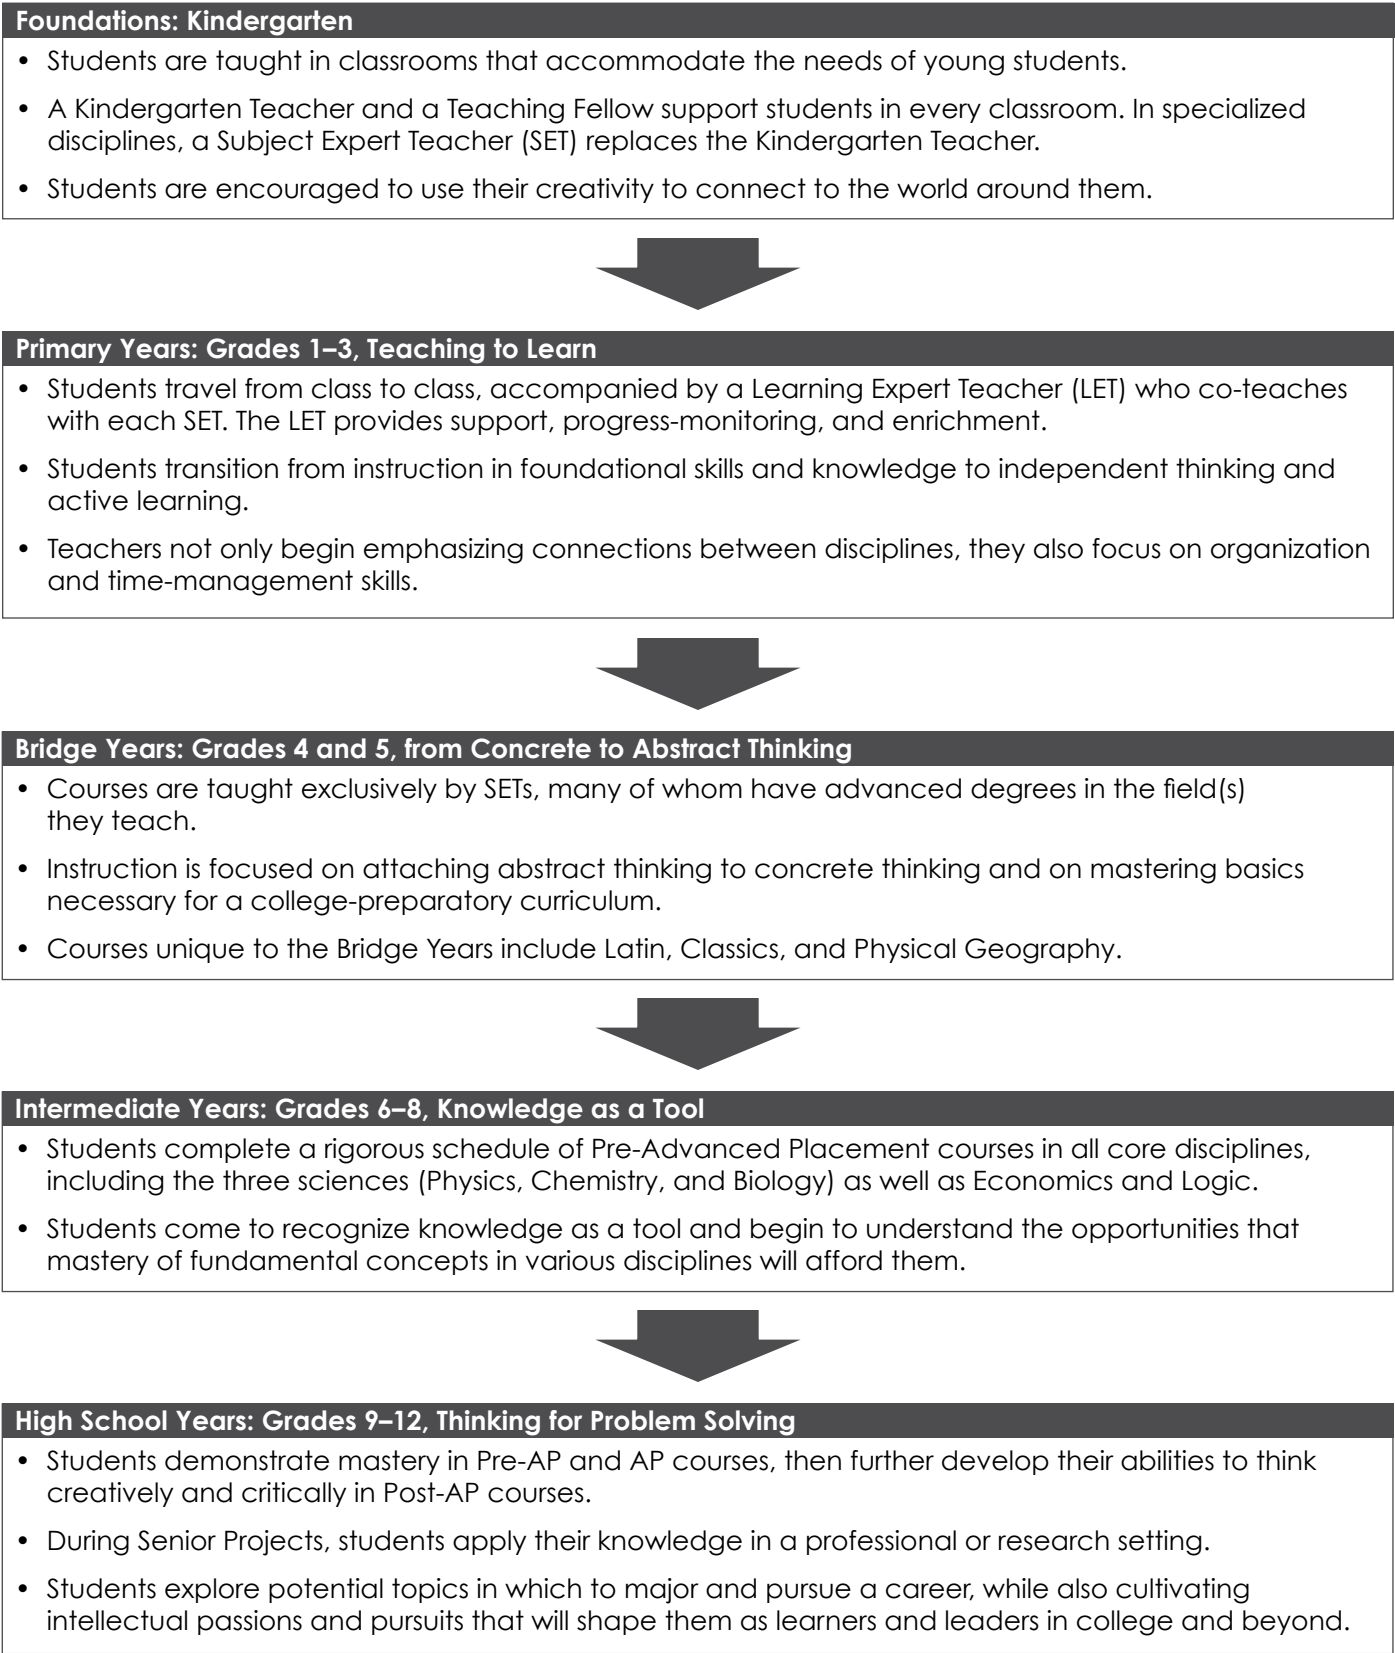 Foundations: Kindergarten
• Students are taught in classrooms that accommodate the needs of young students.
• A Kindergarten Teacher and a Teaching Fellow support students in every classroom. In specialized
disciplines, a Subject Expert Teacher (SET) replaces the Kindergarten Teacher.
• Students are encouraged to use their creativity to connect to the world around them.
Primary Years: Grades 1–3, Teaching to Learn
• Students travel from class to class, accompanied by a Learning Expert Teacher (LET) who co-teaches
with each SET. The LET provides support, progress-monitoring, and enrichment.
• Students transition from instruction in foundational skills and knowledge to independent thinking and
active learning.
• Teachers not only begin emphasizing connections between disciplines, they also focus on organization
and time-management skills.
Bridge Years: Grades 4 and 5, from Concrete to Abstract Thinking
• Courses are taught exclusively by SETs, many of whom have advanced degrees in the field(s)
they teach.
• Instruction is focused on attaching abstract thinking to concrete thinking and on mastering basics
necessary for a college-preparatory curriculum.
• Courses unique to the Bridge Years include Latin, Classics, and Physical Geography.
Intermediate Years: Grades 6–8, Knowledge as a Tool
• Students complete a rigorous schedule of Pre-Advanced Placement courses in all core disciplines,
including the three sciences (Physics, Chemistry, and Biology) as well as Economics and Logic.
• Students come to recognize knowledge as a tool and begin to understand the opportunities that
mastery of fundamental concepts in various disciplines will afford them.
High School Years: Grades 9–12, Thinking for Problem Solving
• Students demonstrate mastery in Pre-AP and AP courses, then further develop their abilities to think
creatively and critically in Post-AP courses.
• During Senior Projects, students apply their knowledge in a professional or research setting.
• Students explore potential topics in which to major and pursue a career, while also cultivating
intellectual passions and pursuits that will shape them as learners and leaders in college and beyond.